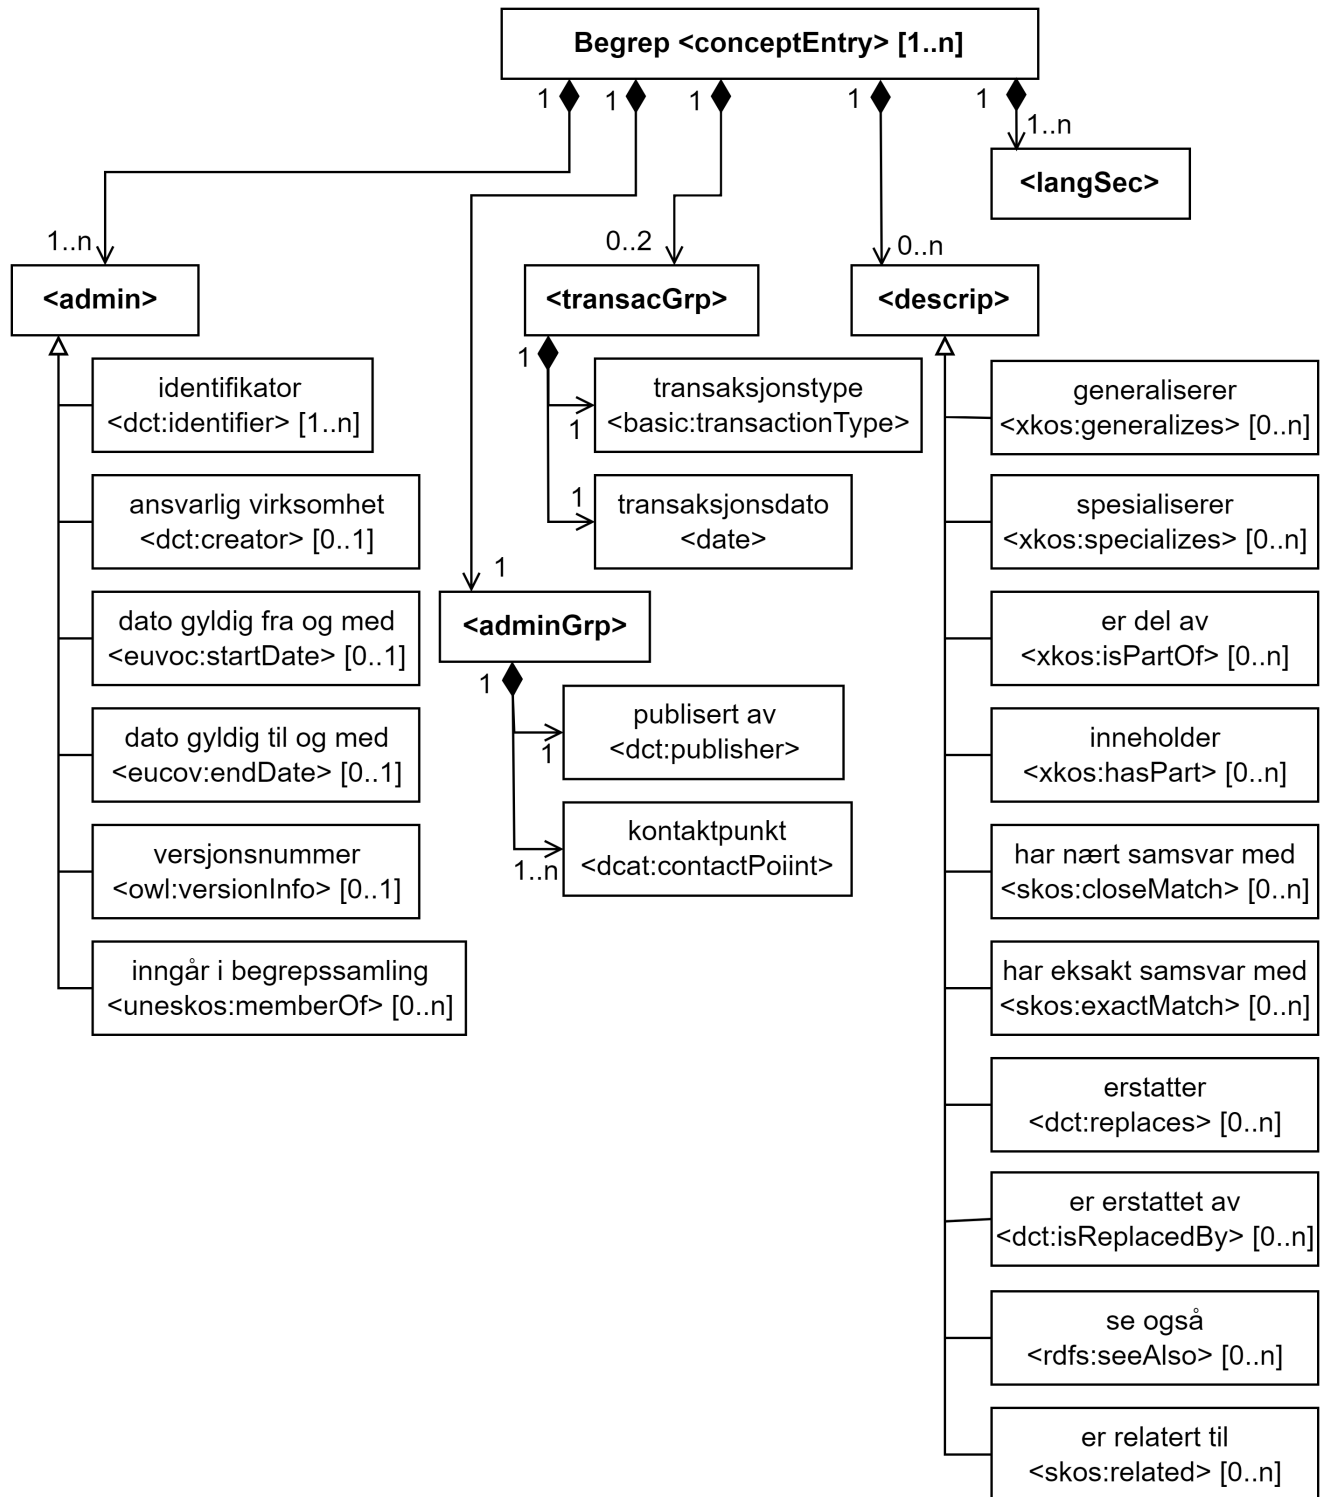 Begrep <conceptEntry> [1..n]
1
1
1
1
1
1..n
<langSec>
1..n
0..2
0..n
<admin>
<transacGrp>
<descrip>
identifikator
<dct:identifier> [1..n]
ansvarlig virksomhet
<dct:creator> [0..1]
dato gyldig fra og med
<euvoc:startDate> [0..1]
dato gyldig til og med
<eucov:endDate> [0..1]
versjonsnummer
<owl:versionInfo> [0..1]
inngår i begrepssamling
<uneskos:memberOf> [0..n]
1
transaksjonstype
<basic:transactionType>
1
1
transaksjonsdato
<date>
1
<adminGrp>
1
publisert av
<dct:publisher>
1
kontaktpunkt
<dcat:contactPoiint>
1..n
generaliserer
<xkos:generalizes> [0..n]
spesialiserer
<xkos:specializes> [0..n]
er del av
<xkos:isPartOf> [0..n]
inneholder
<xkos:hasPart> [0..n]
har nært samsvar med
<skos:closeMatch> [0..n]
har eksakt samsvar med
<skos:exactMatch> [0..n]
erstatter
<dct:replaces> [0..n]
er erstattet av
<dct:isReplacedBy> [0..n]
se også
<rdfs:seeAlso> [0..n]
er relatert til
<skos:related> [0..n]